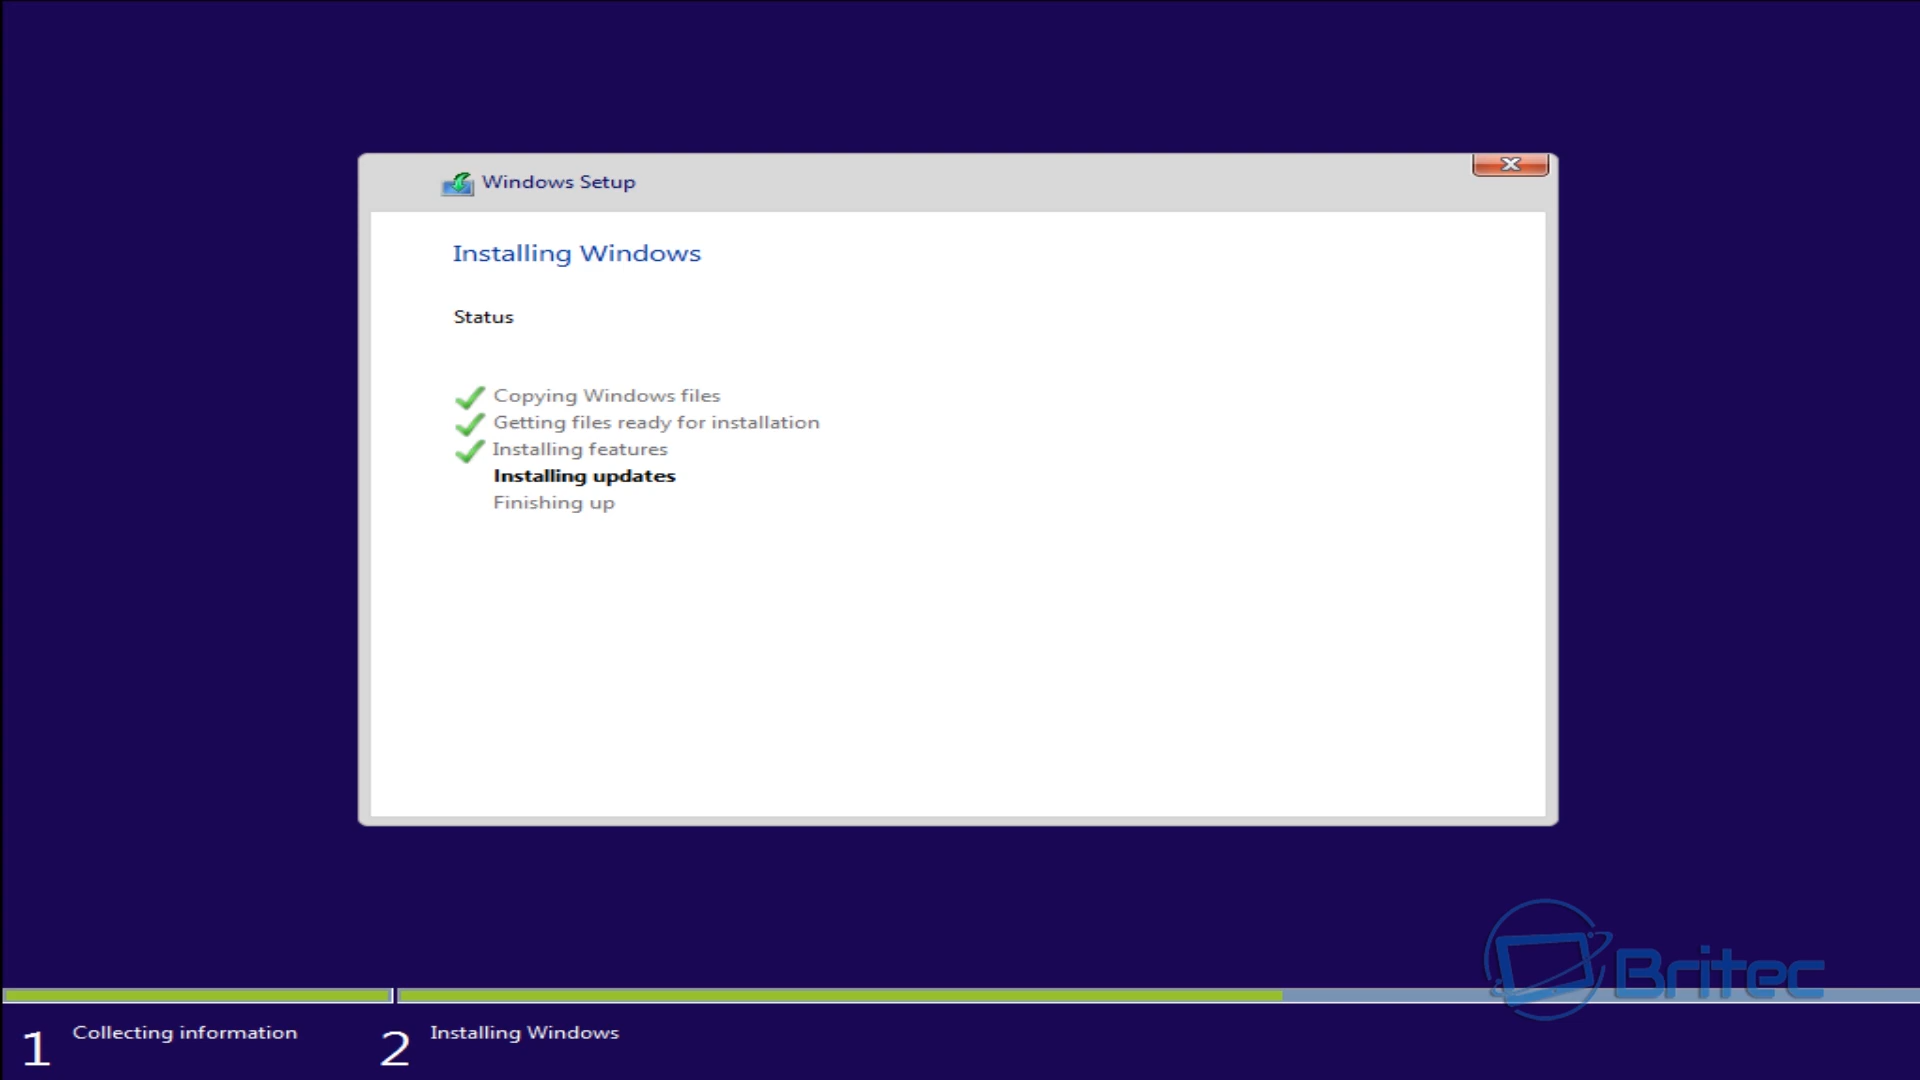 Windows Setup
Installing Windows
Status
Copying Windows files
Getting files ready for installation
Installing features
Installing updates
Finishing up
Britec
1 Collecting information
2 Installing Windows